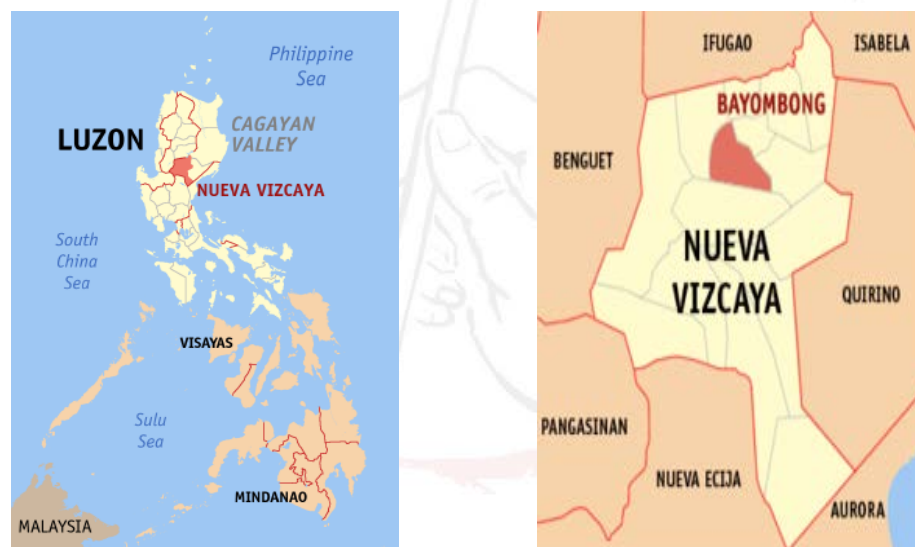 Philippine
Sea
LUZON
CAGAYAN
VALLEY
NUEVA VIZCAYA
South
China
Sea
VISAYAS
Sulu
Sea
MINDANAO
MALAYSIA
IFUGAO
ISABELA
BAYOMBONG
BENGUET
NUEVA
VIZCAYA
QUIRINO
PANGASINAN
NUEVA ECIJA
AURORA